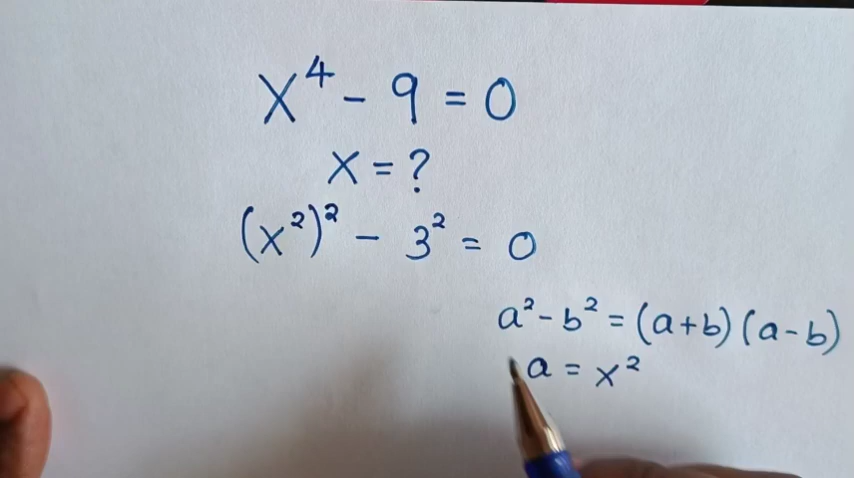 x⁴ - 9 = 0
x = ?
(x²)² - 3² = 0
a² - b² = (a+b)(a-b)
a = x²